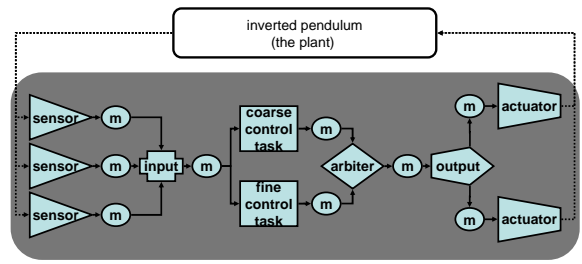 inverted pendulum
(the plant)
sensor
m
sensor
m
sensor
m
input
m
coarse
control
task
m
fine
control
task
m
arbiter
m
output
m
actuator
m
actuator